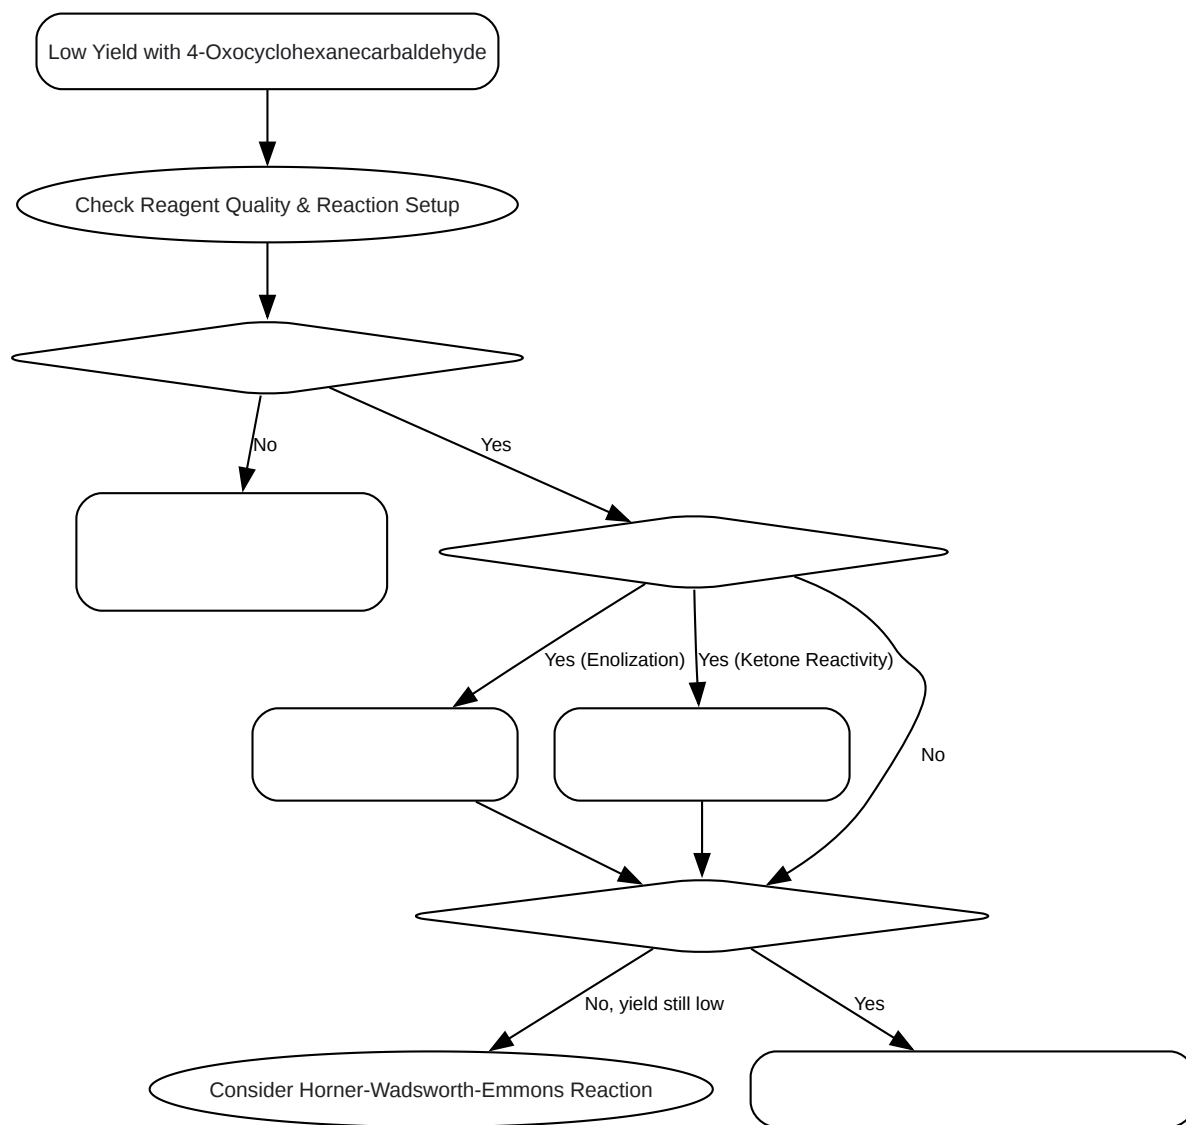 Low Yield with 4-Oxocyclohexanecarbaldehyde
Check Reagent Quality & Reaction Setup
No
Yes
Yes (Enolization)
Yes (Ketone Reactivity)
No
No, yield still low
Yes
Consider Horner-Wadsworth-Emmons Reaction